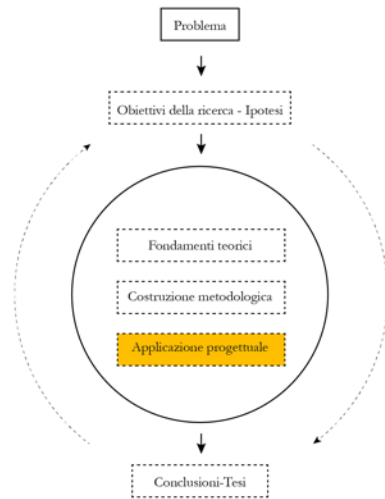 Problema
Obiettivi della ricerca - Ipotesi
Fondamenti teorici
Costruzione metodologica
Applicazione progettuale
Conclusioni-Tesi